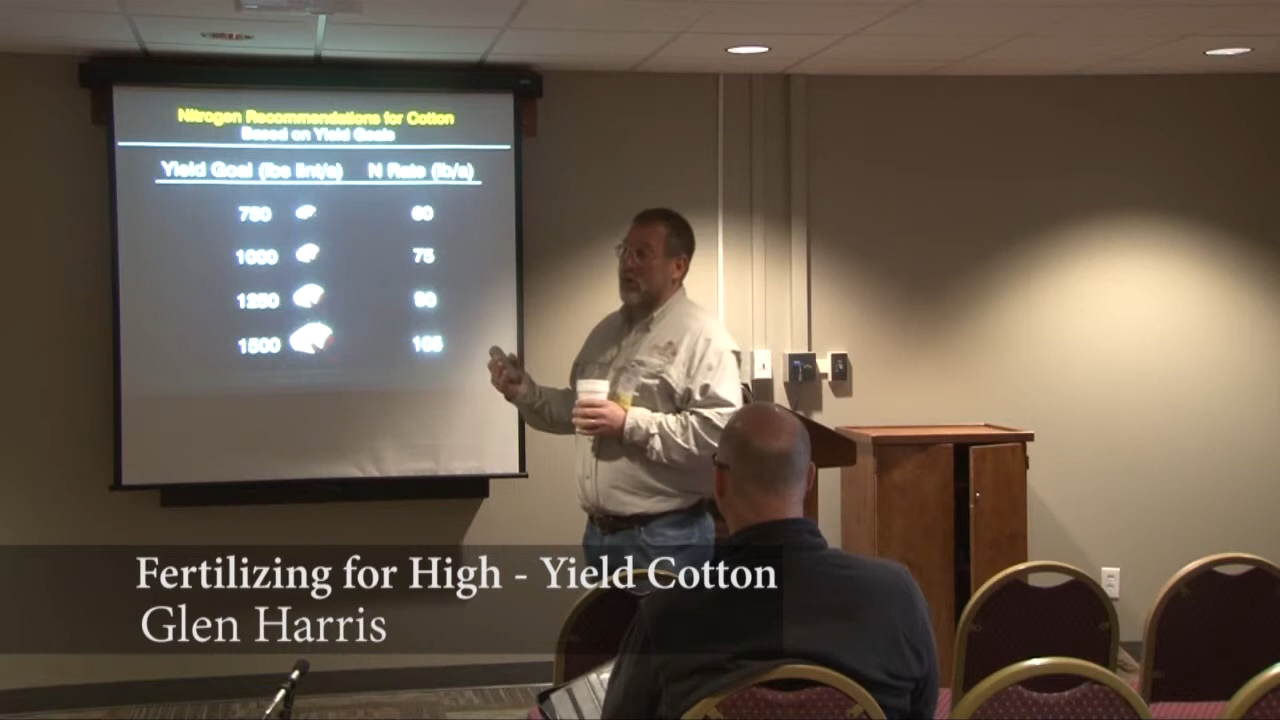 Nitrogen Recommendations for Cotton
Based on Yield Goals
Yield Goal (lbs lint/a) N Rate (lb/a)
750 60
1000 75
1250 90
1500 105
Fertilizing for High - Yield Cotton
Glen Harris